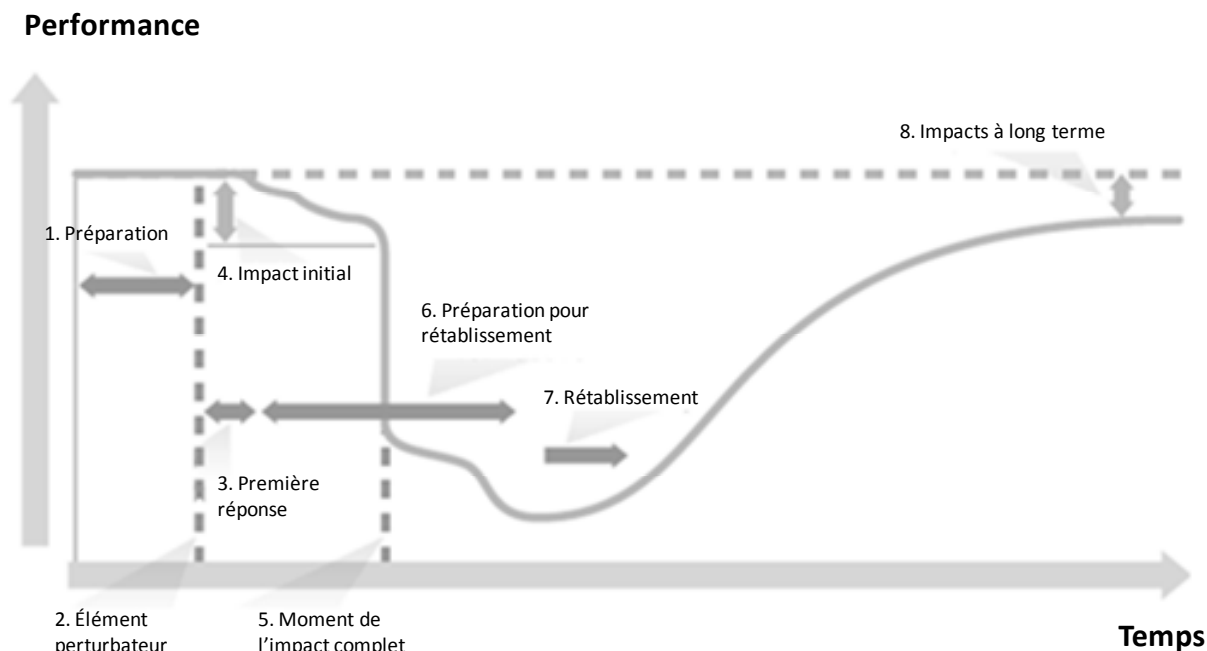 Performance
8. Impacts à long terme
1. Préparation
4. Impact initial
6. Préparation pour
rétablissement
7. Rétablissement
3. Première
réponse
2. Élément
perturbateur
5. Moment de
l'impact complet
Temps